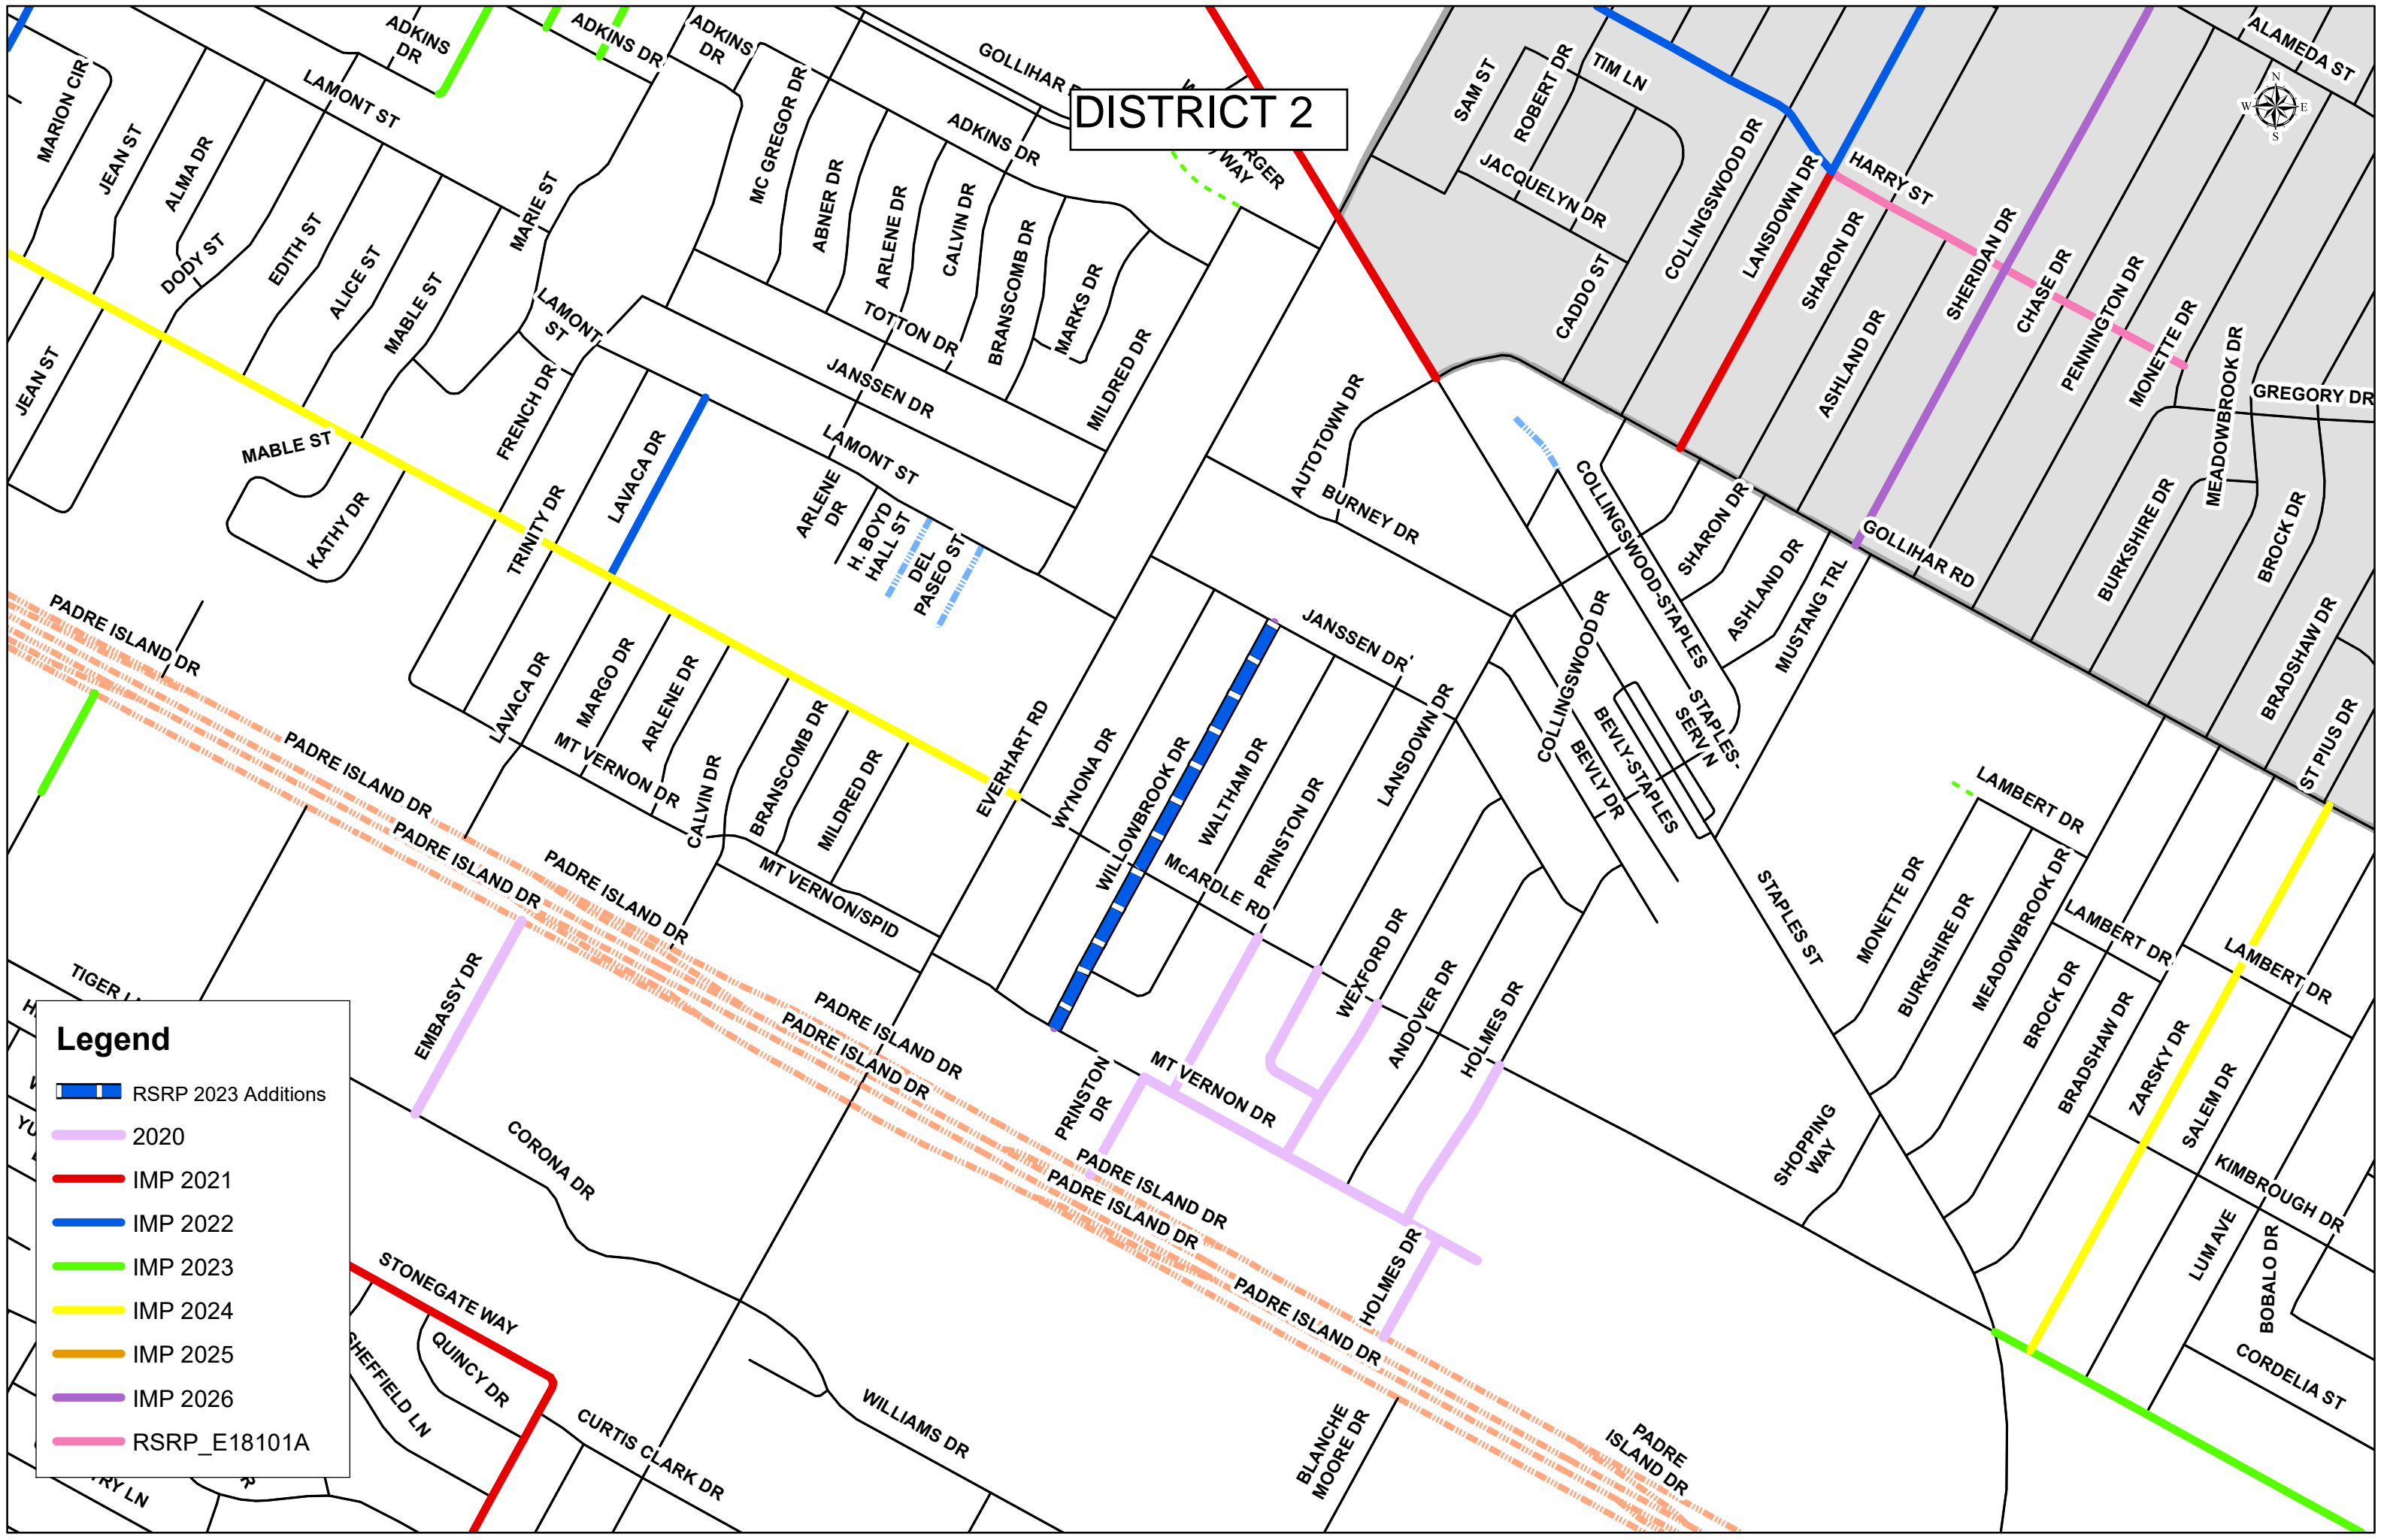 ADKINS
DR
ADKINS DR
ADKINS
DR
GOLLIHAR
DISTRICT 2
WAY
ALAMEDA ST
N
W
E
S
MARION CIR
JEAN ST
ALMA DR
LAMONT ST
DODY ST
EDITH ST
ALICE ST
MABLE ST
MARIE ST
MC GREGOR DR
ABNER DR
ARLENE DR
CALVIN DR
ADKINS DR
BRANSCOMB DR
MARKS DR
MILDRED DR
TOTTON DR
JANSSEN DR
LAMONT
ST
SAM ST
ROBERT DR
TIM LN
JACQUELYN DR
CADDO ST
COLLINGSWOOD DR
LANSDOWN DR
HARRY ST
SHARON DR
ASHLAND DR
SHERIDAN DR
CHASE DR
PENNINGTON DR
MONETTE DR
MEADOWBROOK DR
GREGORY DR
BURKSHIRE DR
BROCK DR
BRADSHAW DR
ST PIUS DR
GOLLIHAR RD
JEAN ST
MABLE ST
KATHY DR
FRENCH DR
TRINITY DR
LAVACA DR
LAMONT ST
ARLENE
DR
H. BOYD
HALL ST
DEL
PASEO ST
AUTOTOWN DR
BURNEY DR
COLLINGSWOOD-STAPLES
SHARON DR
ASHLAND DR
MUSTANG TRL
STAPLES-
SERV N
COLLINGSWOOD DR
BEVLY-STAPLES
BEVLY DR
JANSSEN DR
LANSDOWN DR
PADRE ISLAND DR
PADRE ISLAND DR
PADRE ISLAND DR
PADRE ISLAND DR
LAVACA DR
MARGO DR
ARLENE DR
MT VERNON DR
CALVIN DR
BRANSCOMB DR
MILDRED DR
MT VERNON/SPID
EVERHART RD
WYNONA DR
WILLOWBROOK DR
WALTHAM DR
PRINSTON DR
McARDLE RD
WEXFORD DR
ANDOVER DR
HOLMES DR
STAPLES ST
LAMBERT DR
LAMBERT DR
LAMBERT DR
MONETTE DR
BURKSHIRE DR
MEADOWBROOK DR
BROCK DR
BRADSHAW DR
ZARSKY DR
SALEM DR
KIMBROUGH DR
LUM AVE
BOBALO DR
CORDELIA ST
SHOPPING
WAY
TIGER
EMBASSY DR
CORONA DR
PADRE ISLAND DR
PADRE ISLAND DR
PRINSTON
DR
MT VERNON DR
PADRE ISLAND DR
PADRE ISLAND DR
HOLMES DR
PADRE ISLAND DR
PADRE
ISLAND DR
BLANCHE
MOORE DR
WILLIAMS DR
CURTIS CLARK DR
STONEGATE WAY
QUINCY DR
SHEFFIELD LN
Legend
RSRP 2023 Additions
2020
IMP 2021
IMP 2022
IMP 2023
IMP 2024
IMP 2025
IMP 2026
RSRP_E18101A